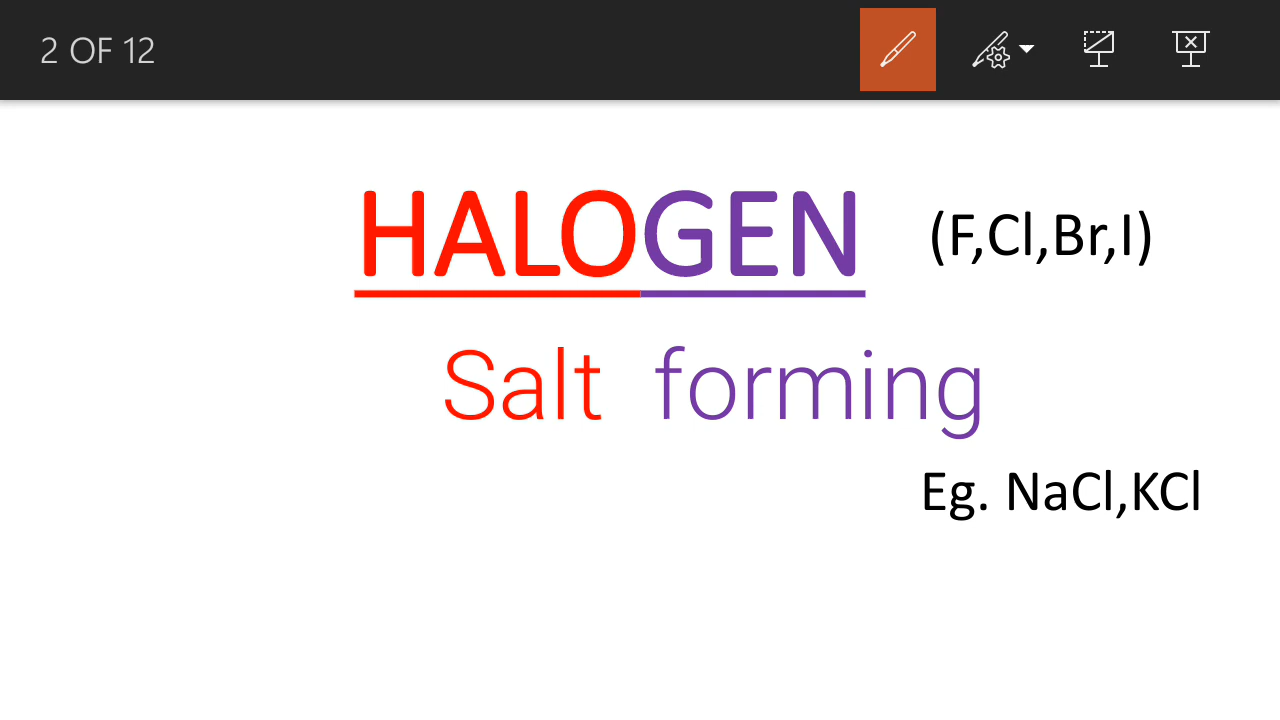 2 OF 12
HALOGEN (F,Cl,Br,I)
Salt forming
Eg. NaCl,KCl